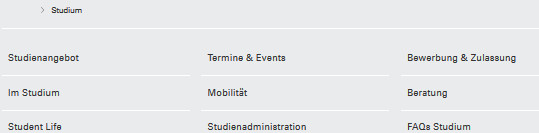 > Studium
Studienangebot
Termine & Events
Bewerbung & Zulassung
Im Studium
Mobilität
Beratung
Student Life
Studienadministration
FAQs Studium